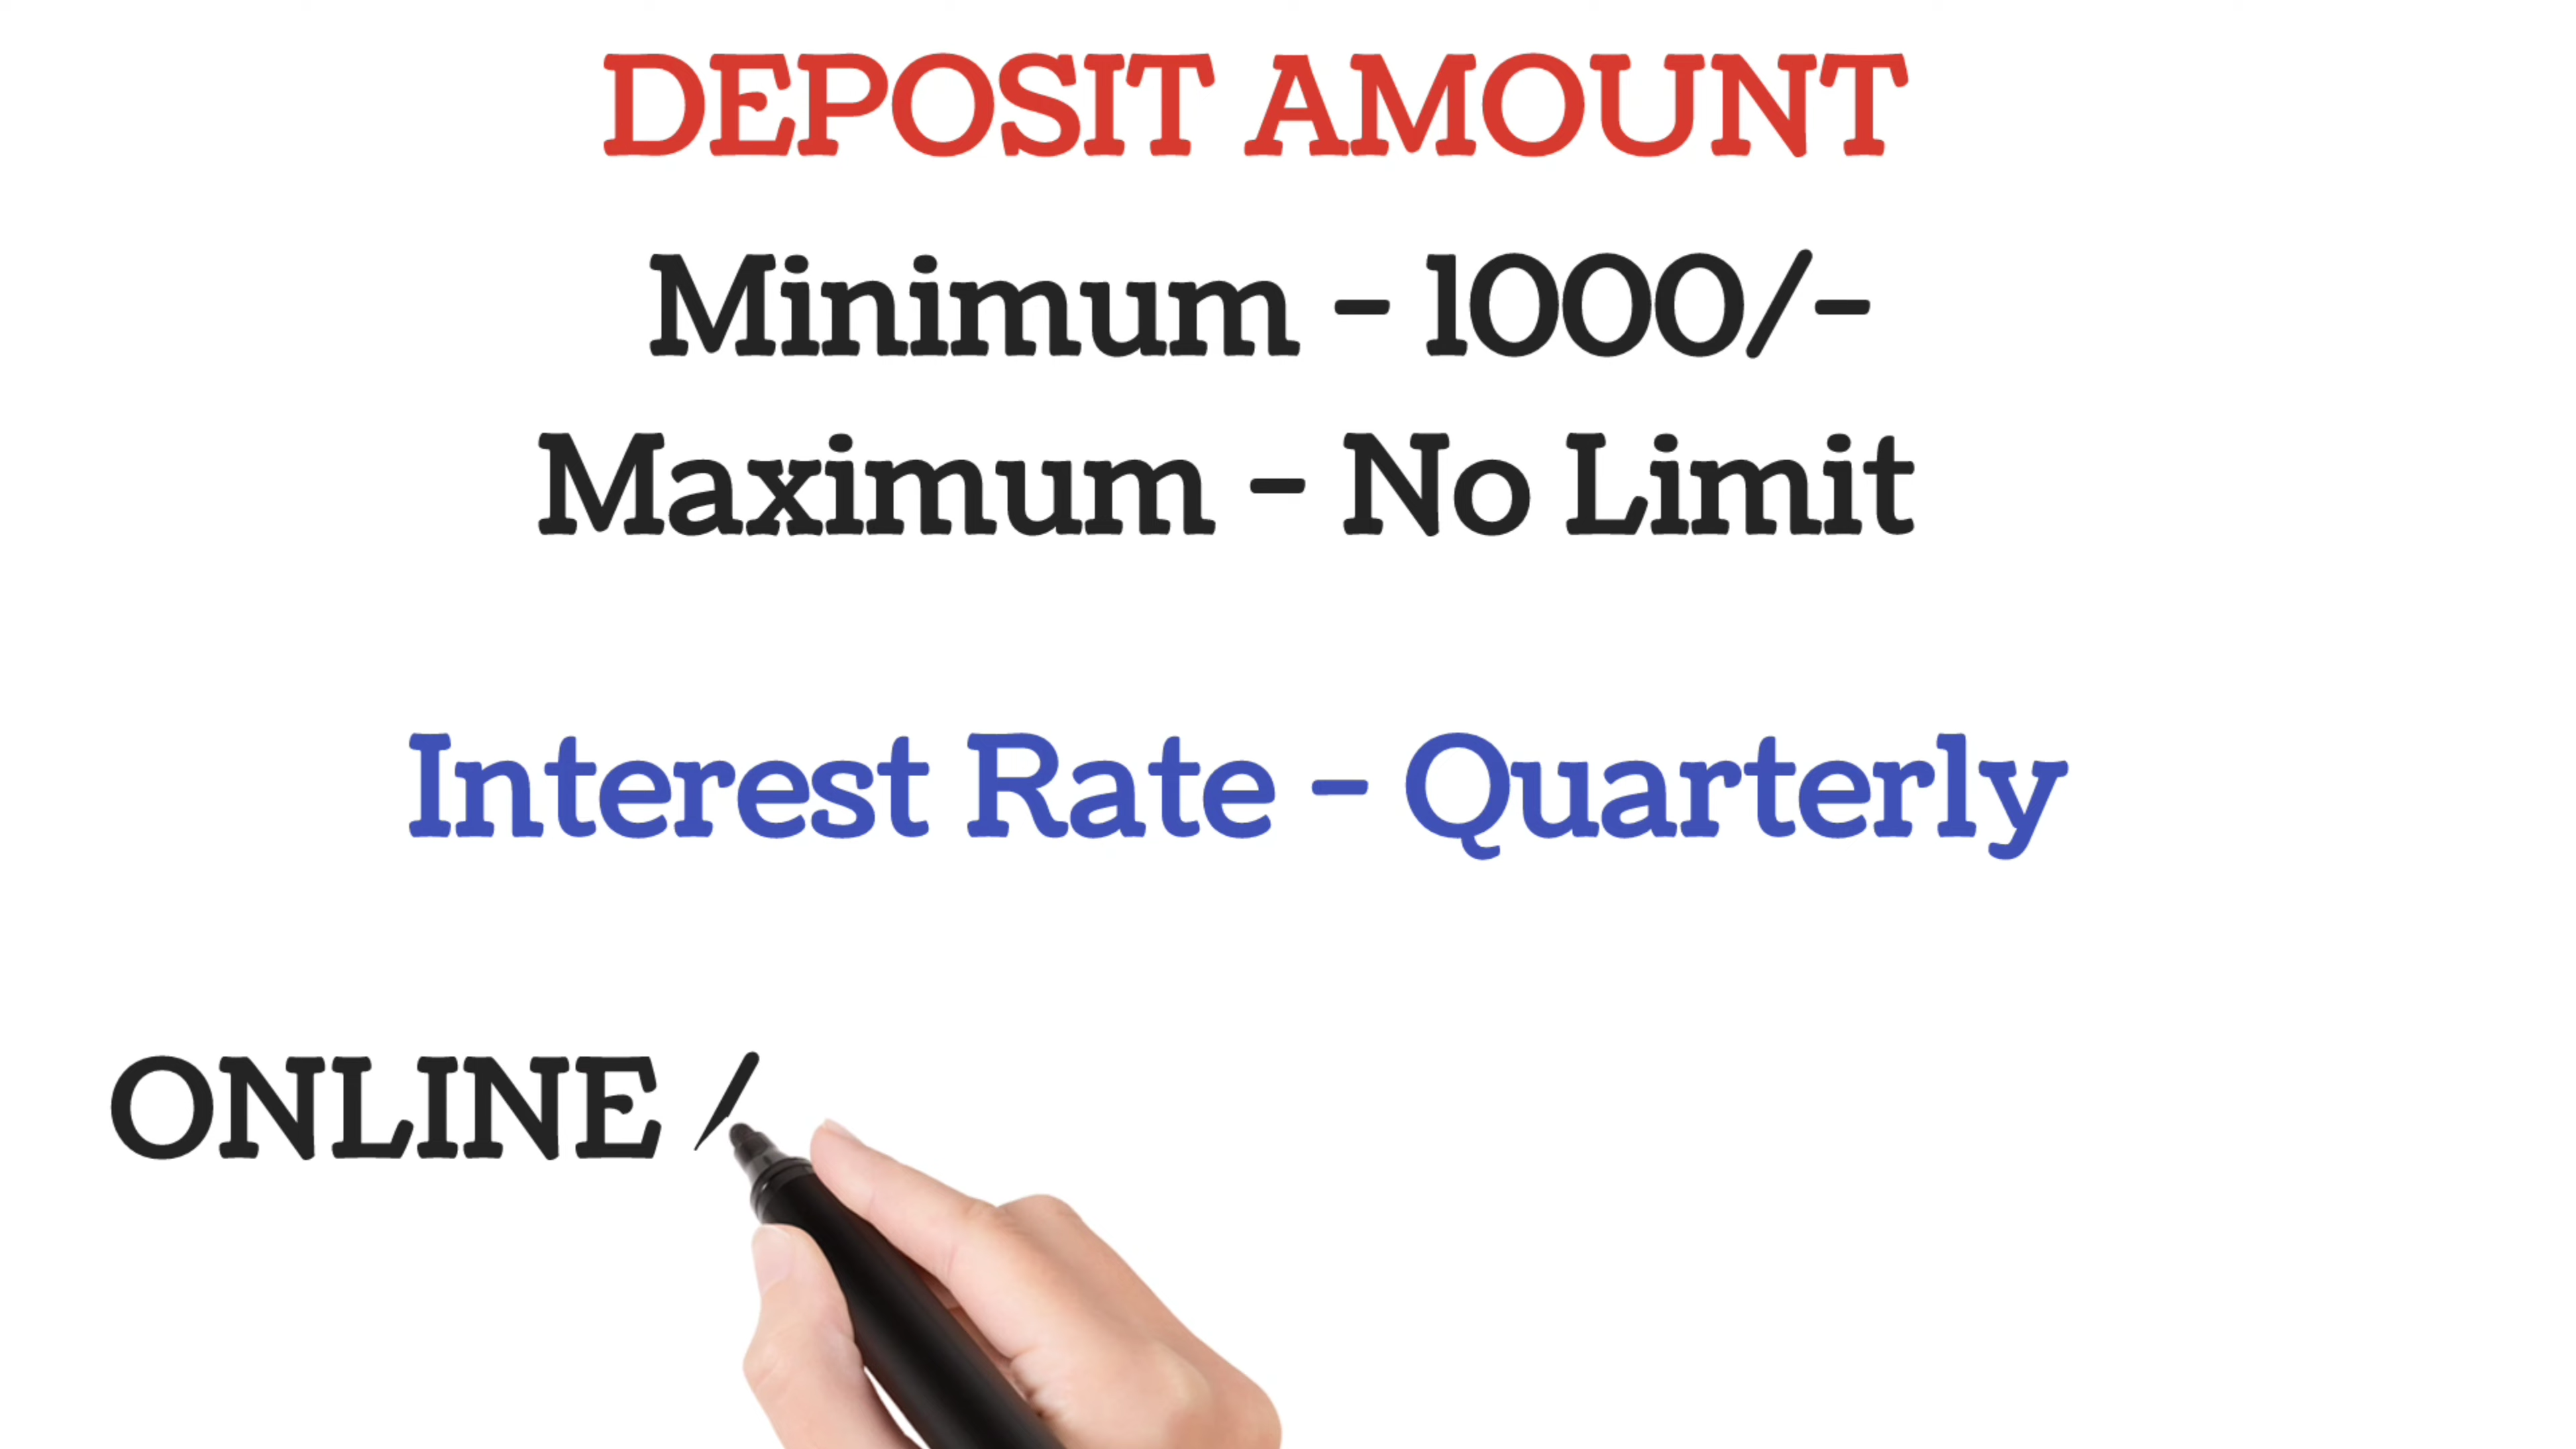 DEPOSIT AMOUNT
Minimum - 1000/-
Maximum - No Limit
Interest Rate - Quarterly
ONLINE /